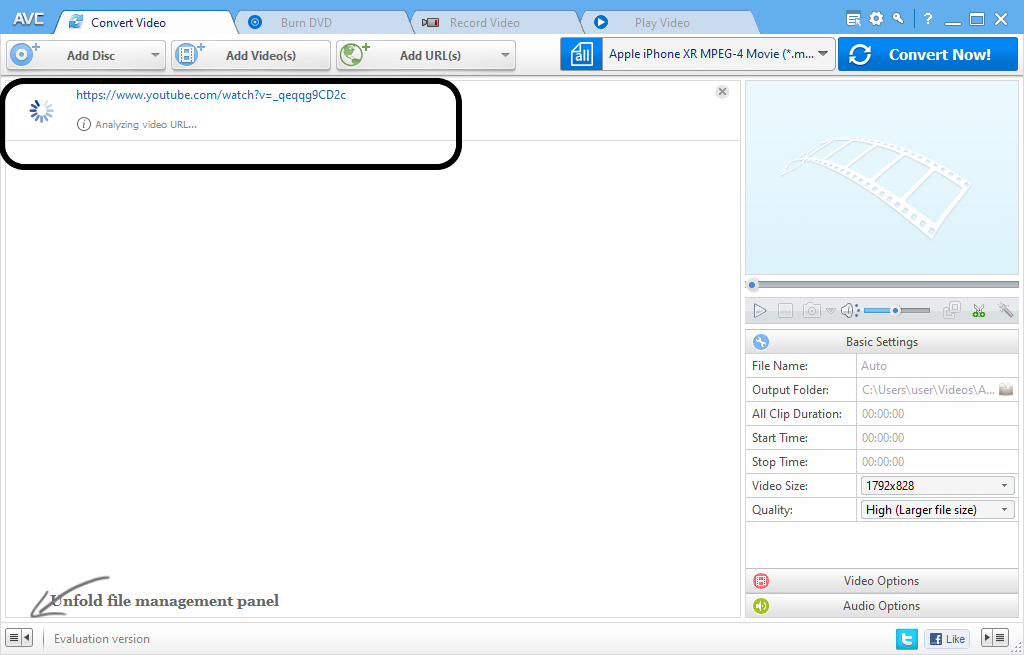 AVC
Convert Video
Burn DVD
Record Video
Play Video
?
Add Disc
Add Video(s)
Add URL(s)
all
Apple iPhone XR MPEG-4 Movie (*.m...
Convert Now!
https://www.youtube.com/watch?v=_qeqqg9CD2c
i Analyzing video URL...
Basic Settings
File Name: Auto
Output Folder: C:\Users\user\Videos\A...
All Clip Duration: 00:00:00
Start Time: 00:00:00
Stop Time: 00:00:00
Video Size: 1792x828
Quality: High (Larger file size)
Video Options
Audio Options
Unfold file management panel
Evaluation version
f Like